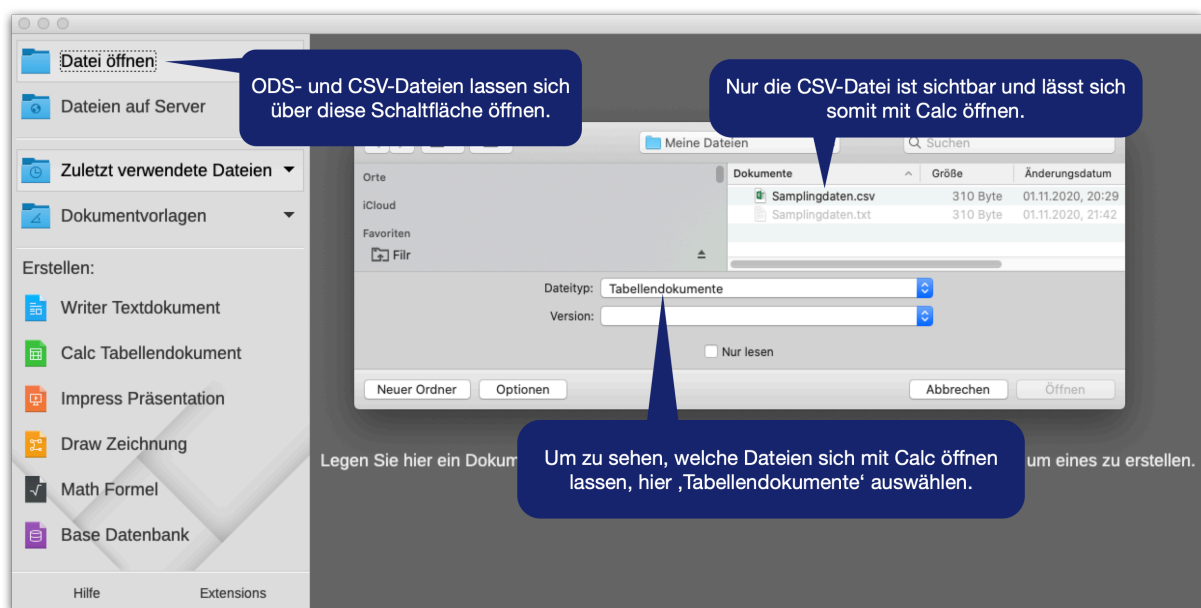 Datei öffnen
Dateien auf Server
Zuletzt verwendete Dateien
Dokumentvorlagen
Erstellen:
Writer Textdokument
Calc Tabellendokument
Impress Präsentation
Draw Zeichnung
Math Formel
Base Datenbank
Hilfe Extensions
ODS- und CSV-Dateien lassen sich
über diese Schaltfläche öffnen.
Nur die CSV-Datei ist sichtbar und lässt sich
somit mit Calc öffnen.
Meine Dateien Suchen
Orte
iCloud
Favoriten
Filr
Dokumente Größe Änderungsdatum
Samplingdaten.csv 310 Byte 01.11.2020, 20:29
Samplingdaten.txt 310 Byte 01.11.2020, 21:42
Dateityp: Tabellendokumente
Version:
Nur lesen
Neuer Ordner Optionen Abbrechen Öffnen
Um zu sehen, welche Dateien sich mit Calc öffnen
lassen, hier ‚Tabellendokumente‘ auswählen.
Legen Sie hier ein Dokum um eines zu erstellen.